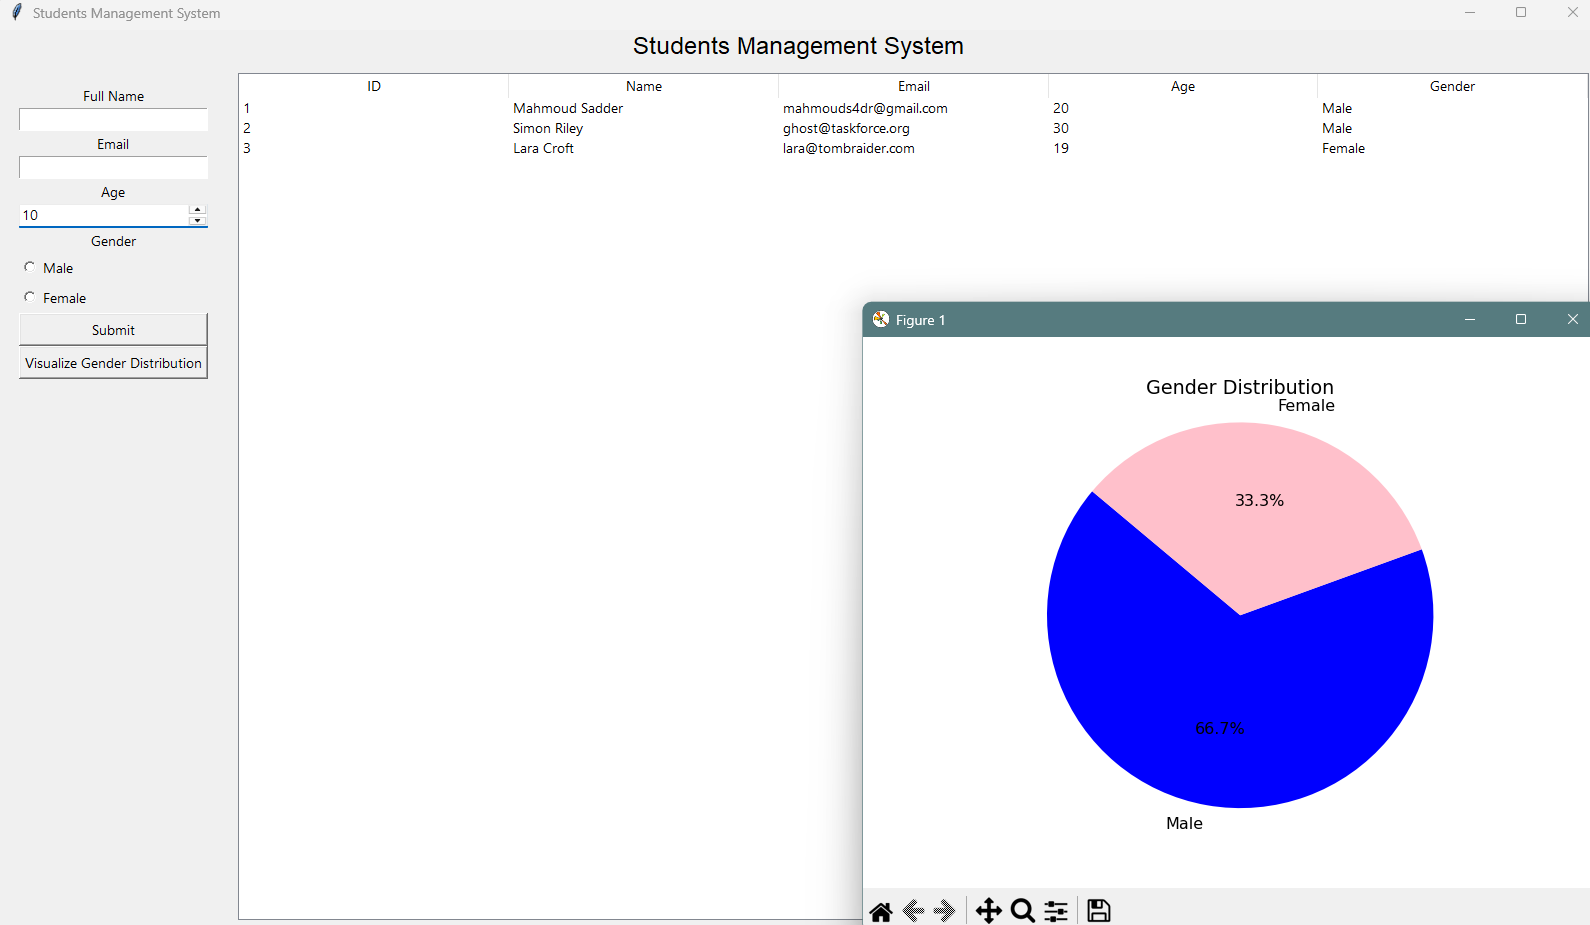 Students Management System
Students Management System
Full Name
Email
Age
10
Gender
Male
Female
Submit
Visualize Gender Distribution
ID Name Email Age Gender
1 Mahmoud Sadder mahmouds4dr@gmail.com 20 Male
2 Simon Riley ghost@taskforce.org 30 Male
3 Lara Croft lara@tombraider.com 19 Female
Figure 1
Gender Distribution
Female
33.3%
66.7%
Male